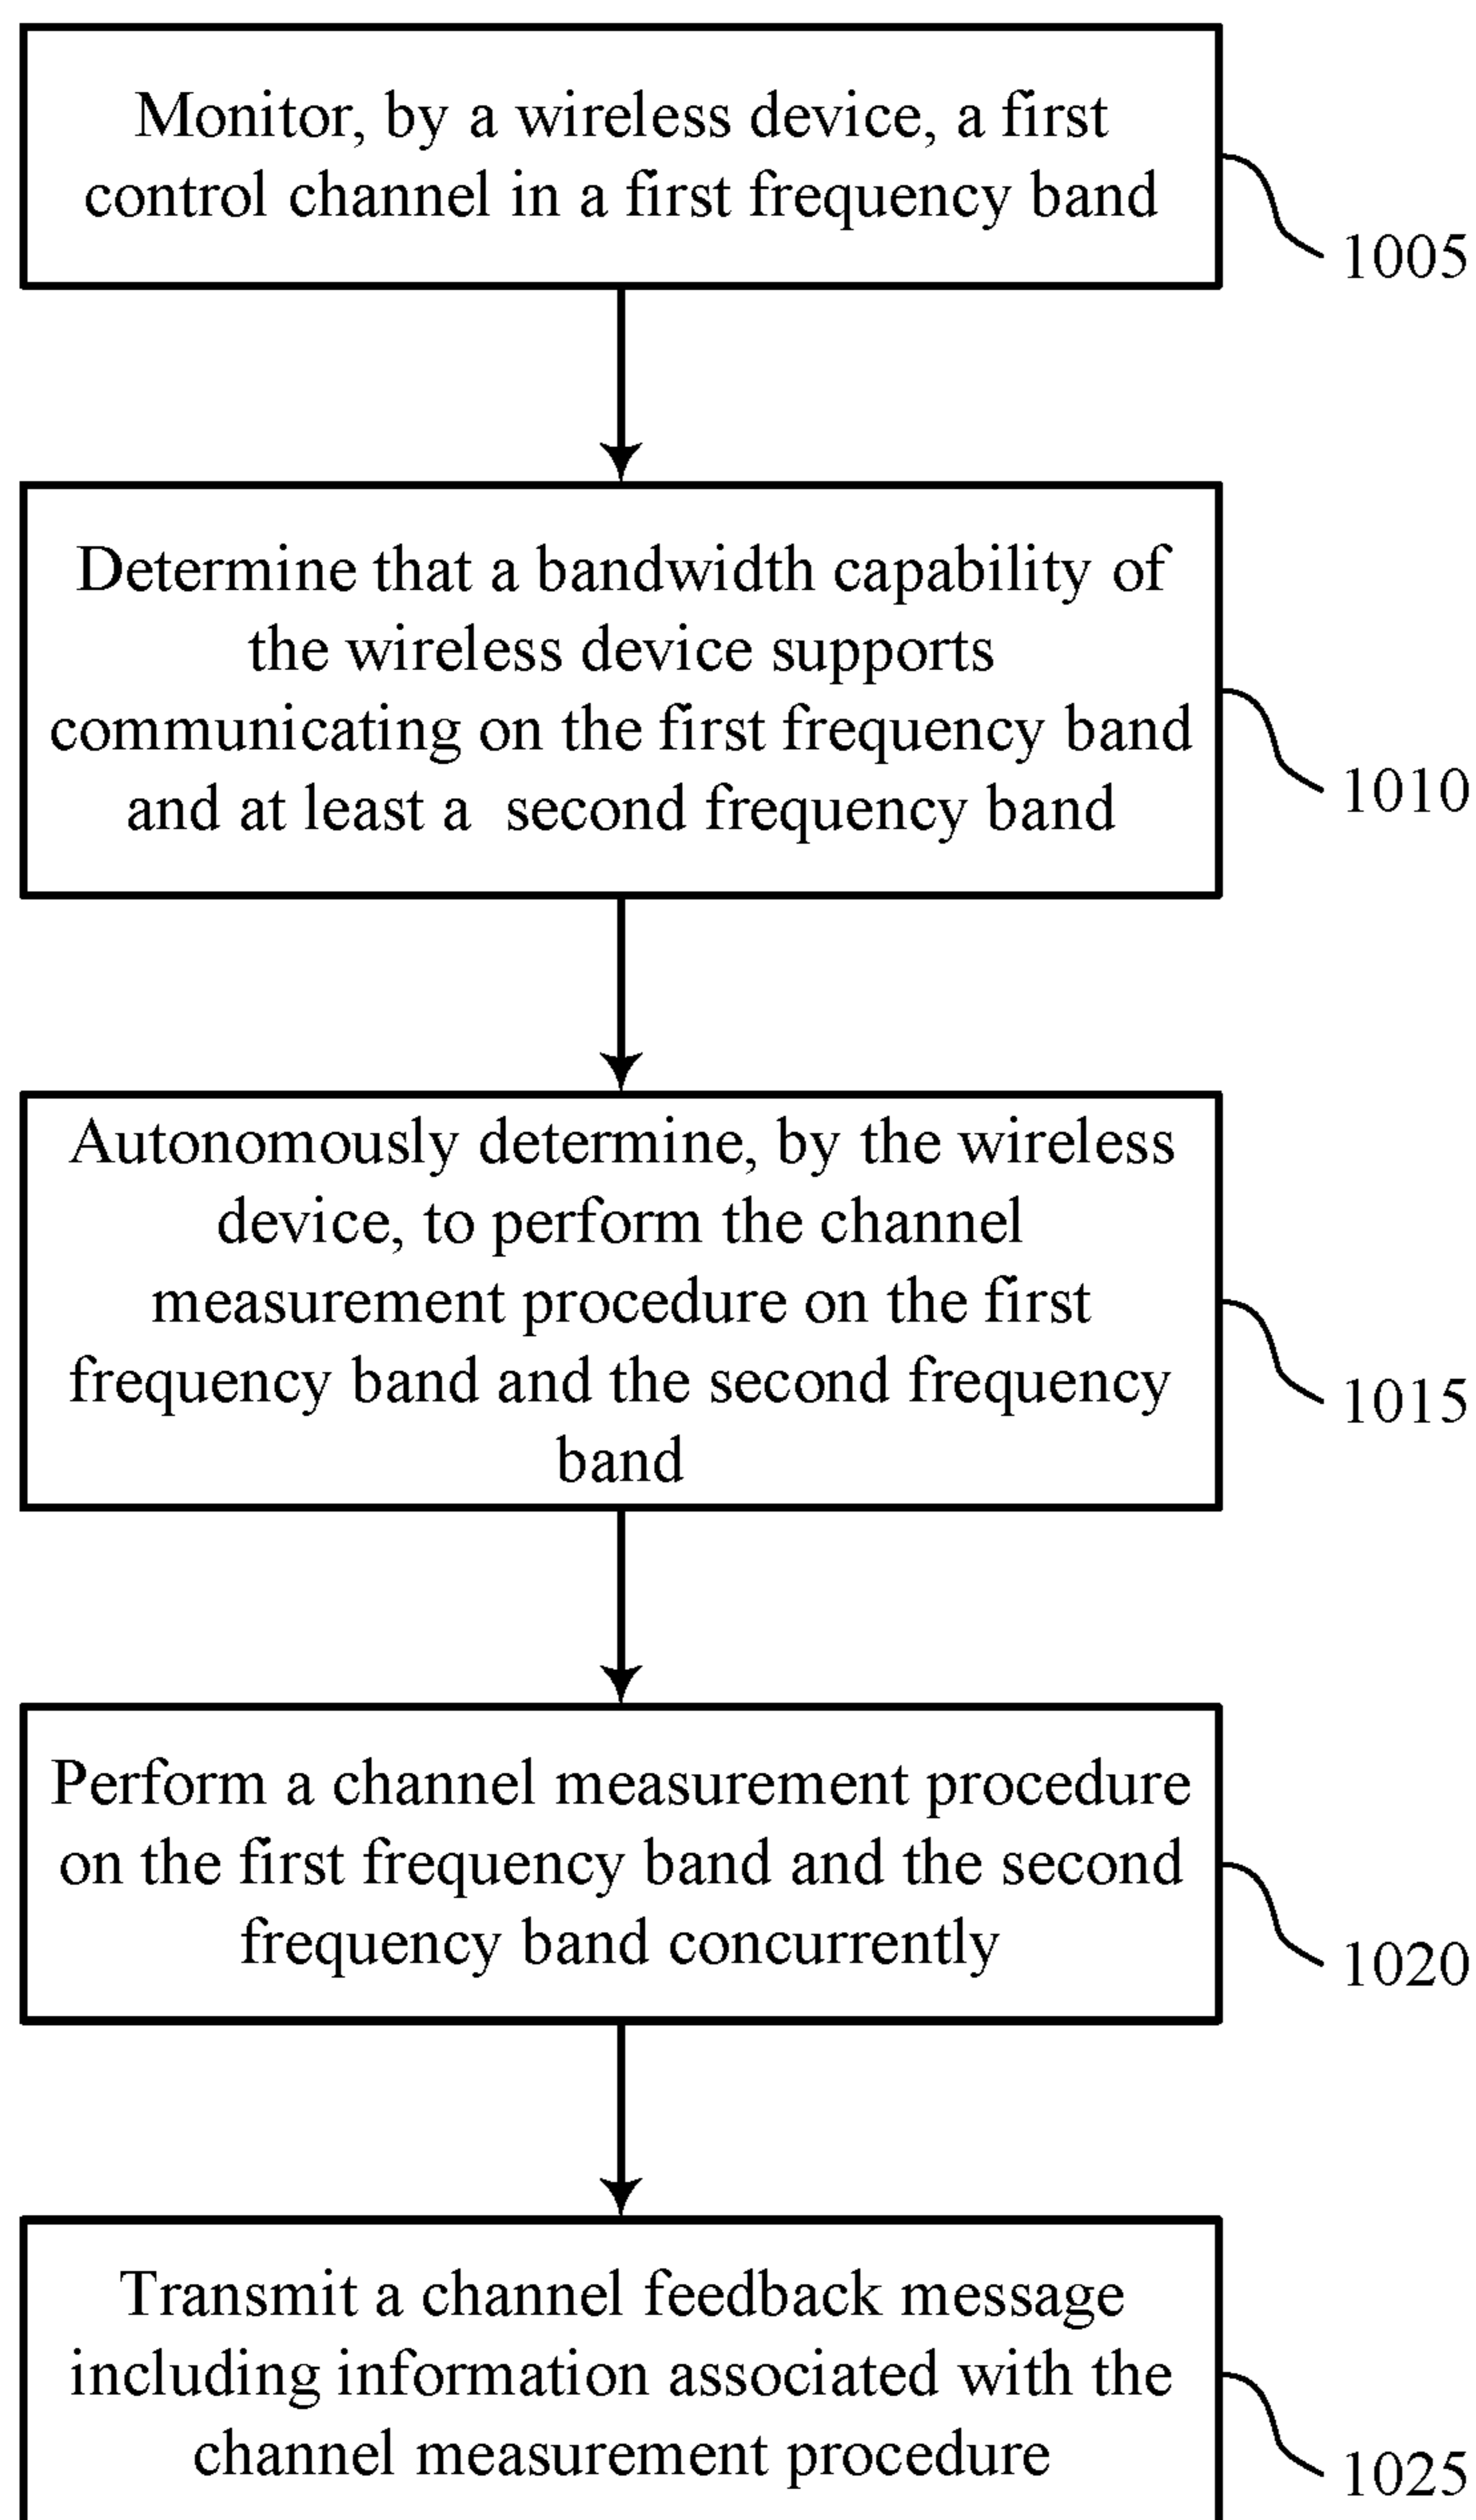 Monitor, by a wireless device, a first
control channel in a first frequency band
1005
Determine that a bandwidth capability of
the wireless device supports
communicating on the first frequency band
and at least a second frequency band
1010
Autonomously determine, by the wireless
device, to perform the channel
measurement procedure on the first
frequency band and the second frequency
band
1015
Perform a channel measurement procedure
on the first frequency band and the second
frequency band concurrently
1020
Transmit a channel feedback message
including information associated with the
channel measurement procedure
1025